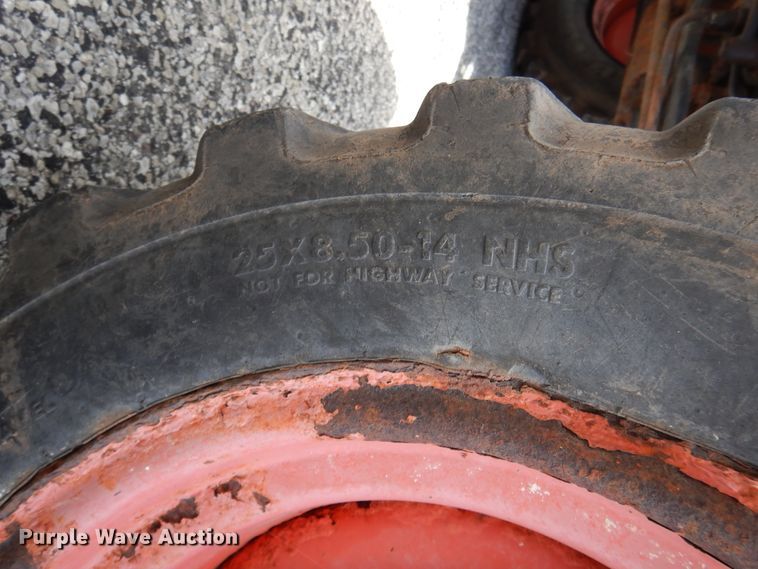 25X8.50-14 NHS
NOT FOR HIGHWAY SERVICE
Purple Wave Auction